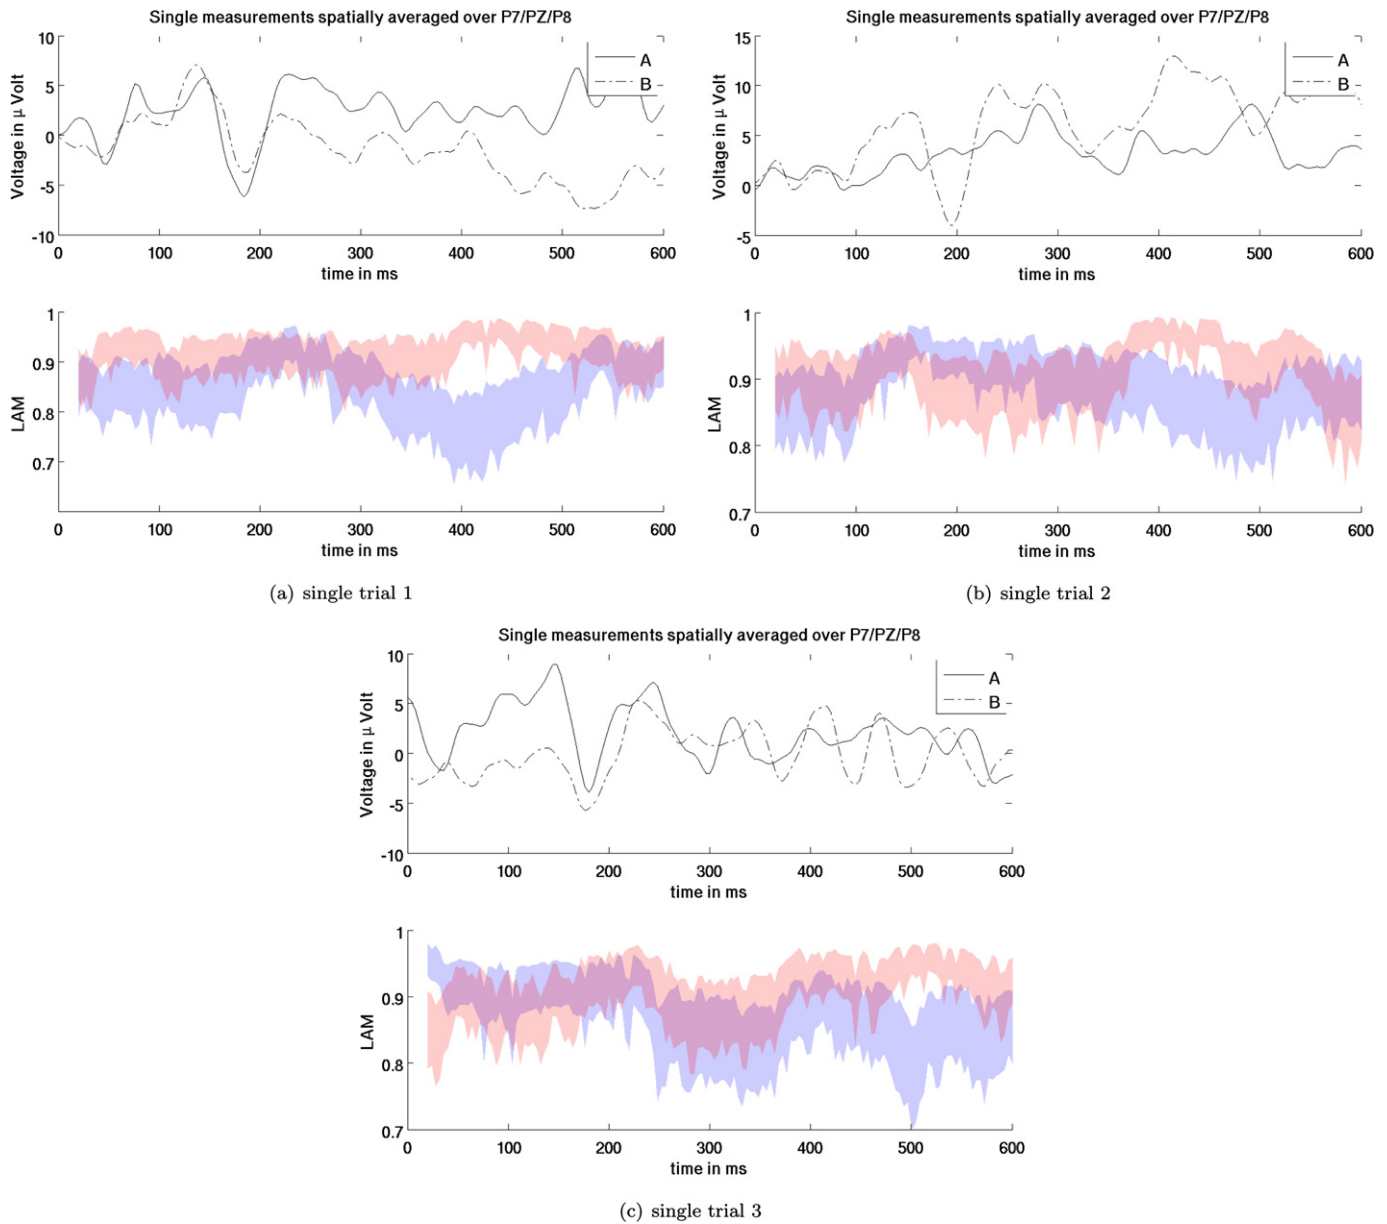 Single measurements spatially averaged over P7/PZ/P8
10
5
0
-5
-10
Voltage in µ Volt
A
B
0 100 200 300 400 500 600
time in ms
1
0.9
0.8
0.7
LAM
0 100 200 300 400 500 600
time in ms
(a) single trial 1
Single measurements spatially averaged over P7/PZ/P8
15
10
5
0
-5
Voltage in µ Volt
A
B
0 100 200 300 400 500 600
time in ms
1
0.9
0.8
0.7
LAM
0 100 200 300 400 500 600
time in ms
(b) single trial 2
Single measurements spatially averaged over P7/PZ/P8
10
5
0
-5
-10
Voltage in µ Volt
A
B
0 100 200 300 400 500 600
time in ms
1
0.9
0.8
0.7
LAM
0 100 200 300 400 500 600
time in ms
(c) single trial 3